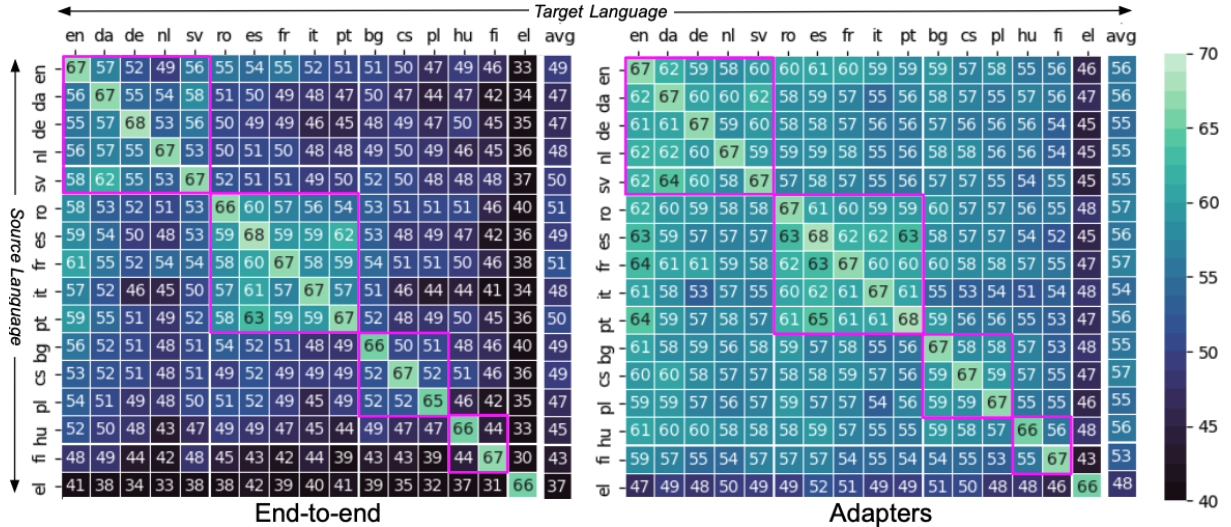 Target Language
en da de nl sv ro es fr it pt bg cs pl hu fi el avg en da de nl sv ro es fr it pt bg cs pl hu fi el avg
en 67 57 52 49 56 55 54 55 52 51 51 50 47 49 46 33 49 en 67 62 59 58 60 60 61 60 59 59 59 57 58 55 56 46 56 70
da 56 67 55 54 58 51 50 49 48 47 50 47 44 47 42 34 47 da 62 67 60 60 62 58 59 57 55 56 58 57 55 57 56 47 56
de 55 57 68 53 56 50 49 49 46 45 48 49 47 50 45 35 47 de 61 61 67 59 60 58 58 57 56 56 57 56 56 56 54 45 55
nl 56 57 55 67 53 50 51 50 48 48 49 50 49 46 45 36 48 nl 62 62 60 67 59 59 59 58 55 56 58 58 56 56 54 45 55 65
sv 58 62 55 53 67 52 51 51 49 50 52 50 48 48 48 37 50 sv 62 64 60 58 67 57 58 57 55 56 57 57 55 54 55 45 55
ro 58 53 52 51 53 66 60 57 56 54 53 51 51 51 46 40 51 ro 62 60 59 58 58 67 61 60 59 59 60 57 57 56 55 48 57
Source Language
es 59 54 50 48 53 59 68 59 59 62 53 48 49 47 42 36 49 es 63 59 57 55 57 63 68 62 62 63 58 57 57 54 52 45 56 60
fr 61 55 52 54 54 58 60 67 58 59 54 51 51 50 46 38 51 fr 64 61 61 59 58 62 63 67 60 60 60 58 58 57 55 47 57
it 57 52 46 45 50 57 61 57 67 57 51 46 44 44 41 34 48 it 61 58 53 57 55 60 62 61 67 61 55 53 54 51 54 48 54 55
pt 59 55 51 49 52 58 63 59 59 67 52 48 49 50 45 36 50 pt 64 60 59 57 57 61 65 61 61 68 59 56 56 55 53 47 56
bg 56 52 51 48 51 54 52 51 48 49 66 50 51 48 49 40 49 bg 61 58 59 56 58 59 57 58 55 56 67 58 58 57 53 48 55
cs 53 52 51 48 51 49 52 49 49 49 52 67 52 51 46 36 49 cs 60 60 58 57 57 58 58 59 57 56 59 67 59 57 56 47 55 50
pl 54 51 49 48 50 51 52 49 45 49 52 52 65 46 42 35 47 pl 59 59 57 56 57 59 57 57 54 56 59 59 67 55 55 46 55
hu 52 50 48 43 47 49 49 47 45 44 49 47 47 66 44 33 45 hu 61 60 60 58 58 58 59 57 55 55 59 58 57 66 56 48 56 45
fi 48 49 44 42 48 45 43 42 44 39 43 43 39 44 67 30 43 fi 59 57 55 54 57 57 57 54 55 54 54 55 53 55 67 43 53
el 41 38 34 33 38 38 41 39 40 41 39 35 32 37 31 66 37 el 47 49 49 48 50 49 52 51 49 49 51 50 48 48 46 66 48 40
End-to-end Adapters